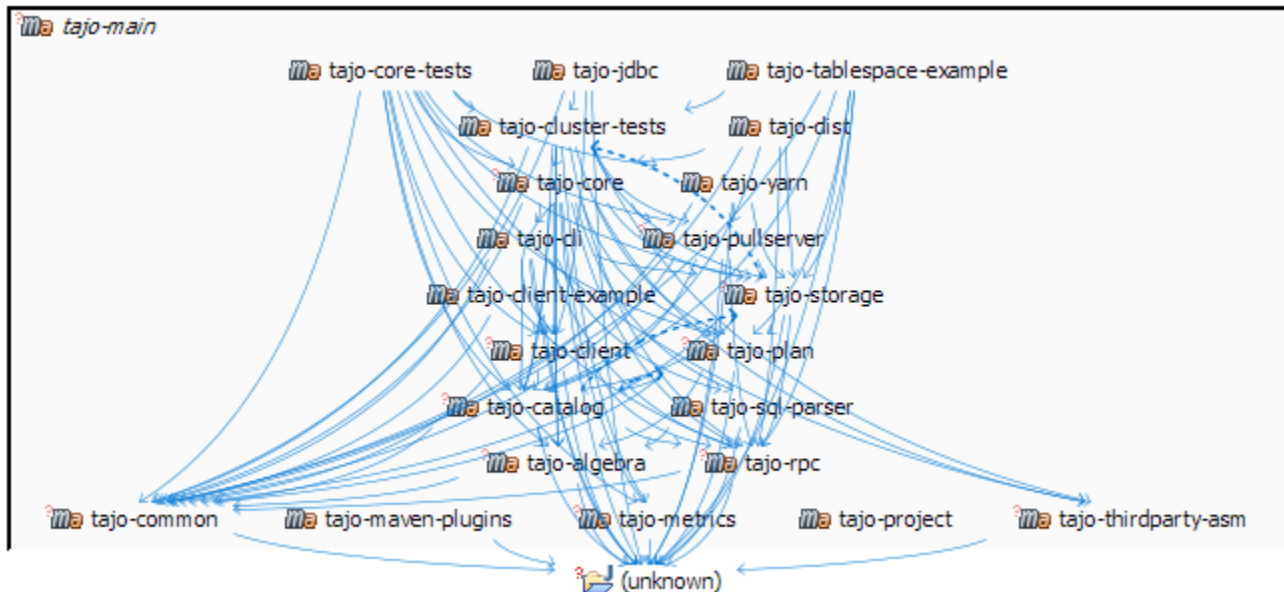 tajo-main
tajo-core-tests tajo-jdbc tajo-tablespace-example
tajo-cluster-tests tajo-dist
tajo-core tajo-yarn
tajo-cli tajo-pullserver
tajo-client-example tajo-storage
tajo-client tajo-plan
tajo-catalog tajo-sql-parser
tajo-algebra tajo-rpc
tajo-common tajo-maven-plugins tajo-metrics tajo-project tajo-thirdparty-asm
(unknown)